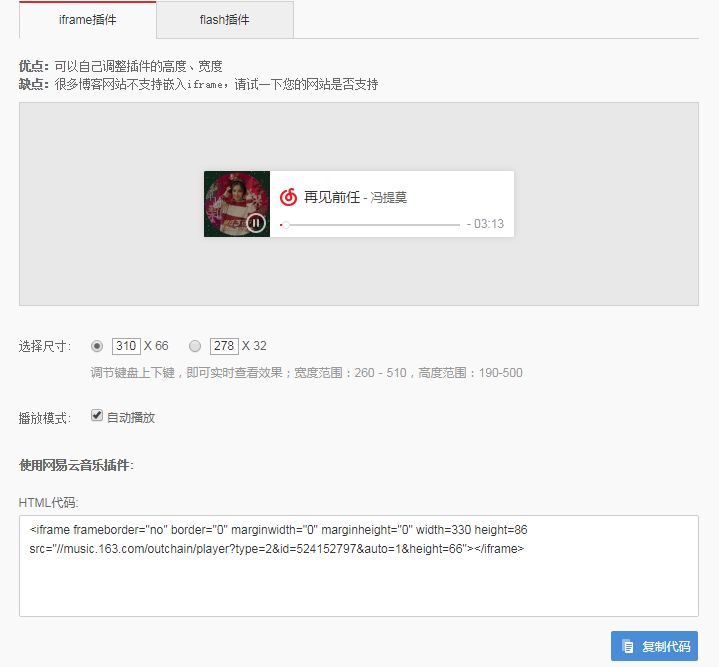 iframe插件 flash插件
优点：可以自己调整插件的高度、宽度
缺点：很多博客网站不支持嵌入iframe，请试一下您的网站是否支持
再见前任 - 冯提莫
- 03:13
选择尺寸： 310 X 66 278 X 32
调节键盘上下键，即可实时查看效果；宽度范围：260 - 510，高度范围：190-500
播放模式： 自动播放
使用网易云音乐插件:
HTML代码:
<iframe frameborder="no" border="0" marginwidth="0" marginheight="0" width=330 height=86
src="//music.163.com/outchain/player?type=2&id=524152797&auto=1&height=66"></iframe>
复制代码